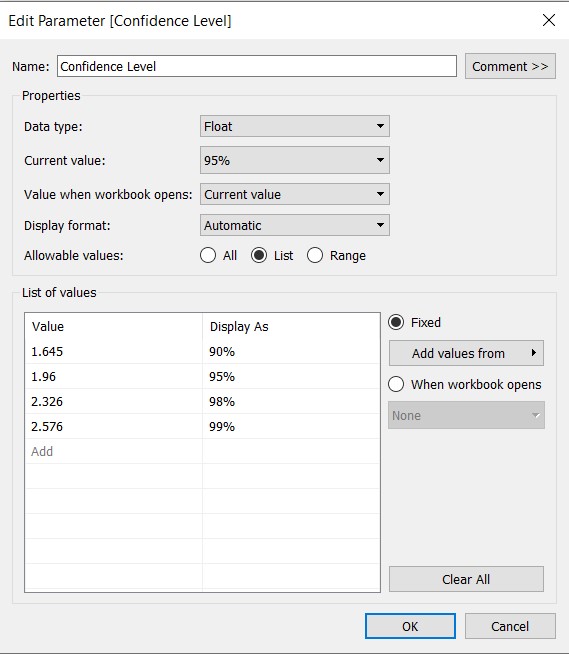 Edit Parameter [Confidence Level]
Name: Confidence Level Comment >>
Properties
Data type: Float
Current value: 95%
Value when workbook opens: Current value
Display format: Automatic
Allowable values: All List Range
List of values
Value Display As
1.645 90%
1.96 95%
2.326 98%
2.576 99%
Add
Fixed
Add values from
When workbook opens
None
Clear All
OK Cancel